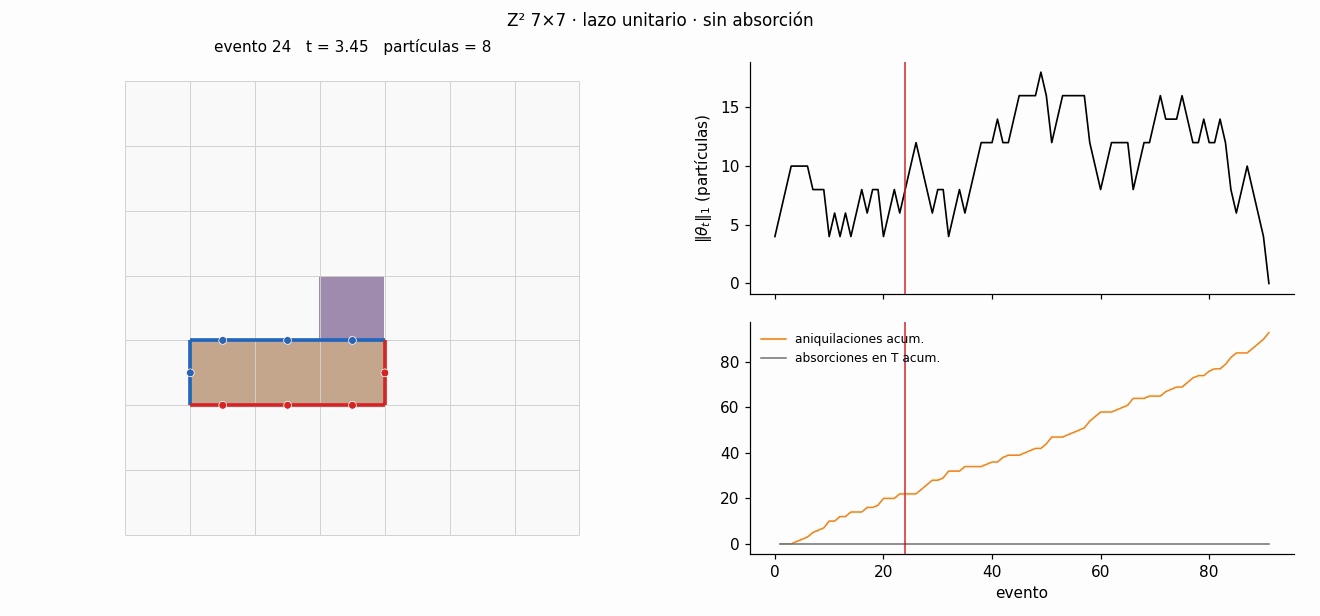 Z² 7×7 · lazo unitario · sin absorción
evento 24   t = 3.45   partículas = 8
‖θₜ‖₁ (partículas)
15
10
5
0
aniquilaciones acum.
absorciones en T acum.
80
60
40
20
0
0 20 40 60 80
evento